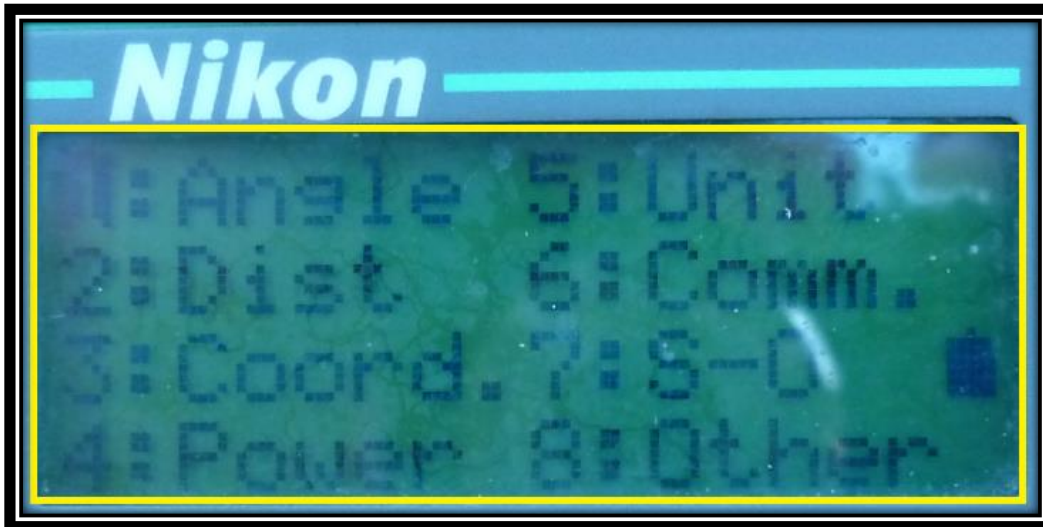 Nikon
1:Angle 5:Unit
2:Dist 6:Comm.
3:Coord. 7:S-O
4:Power 8:Other